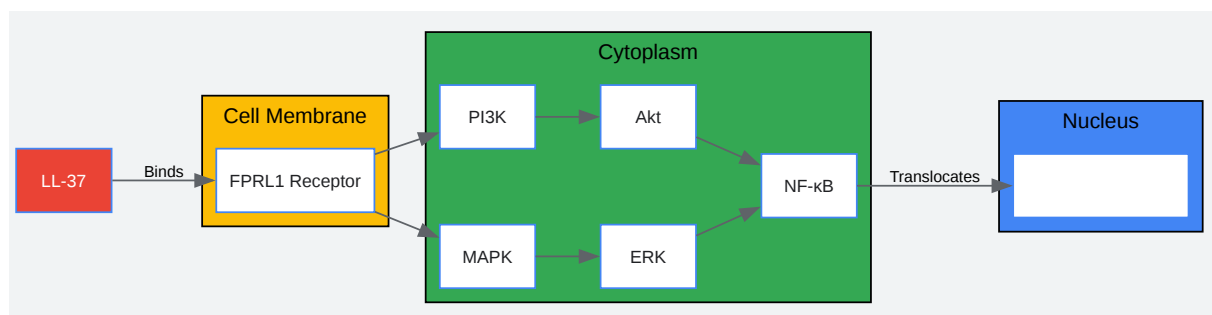 Cytoplasm
Cell Membrane
Nucleus
PI3K
Akt
LL-37
Binds
FPRL1 Receptor
NF-κB
Translocates
MAPK
ERK